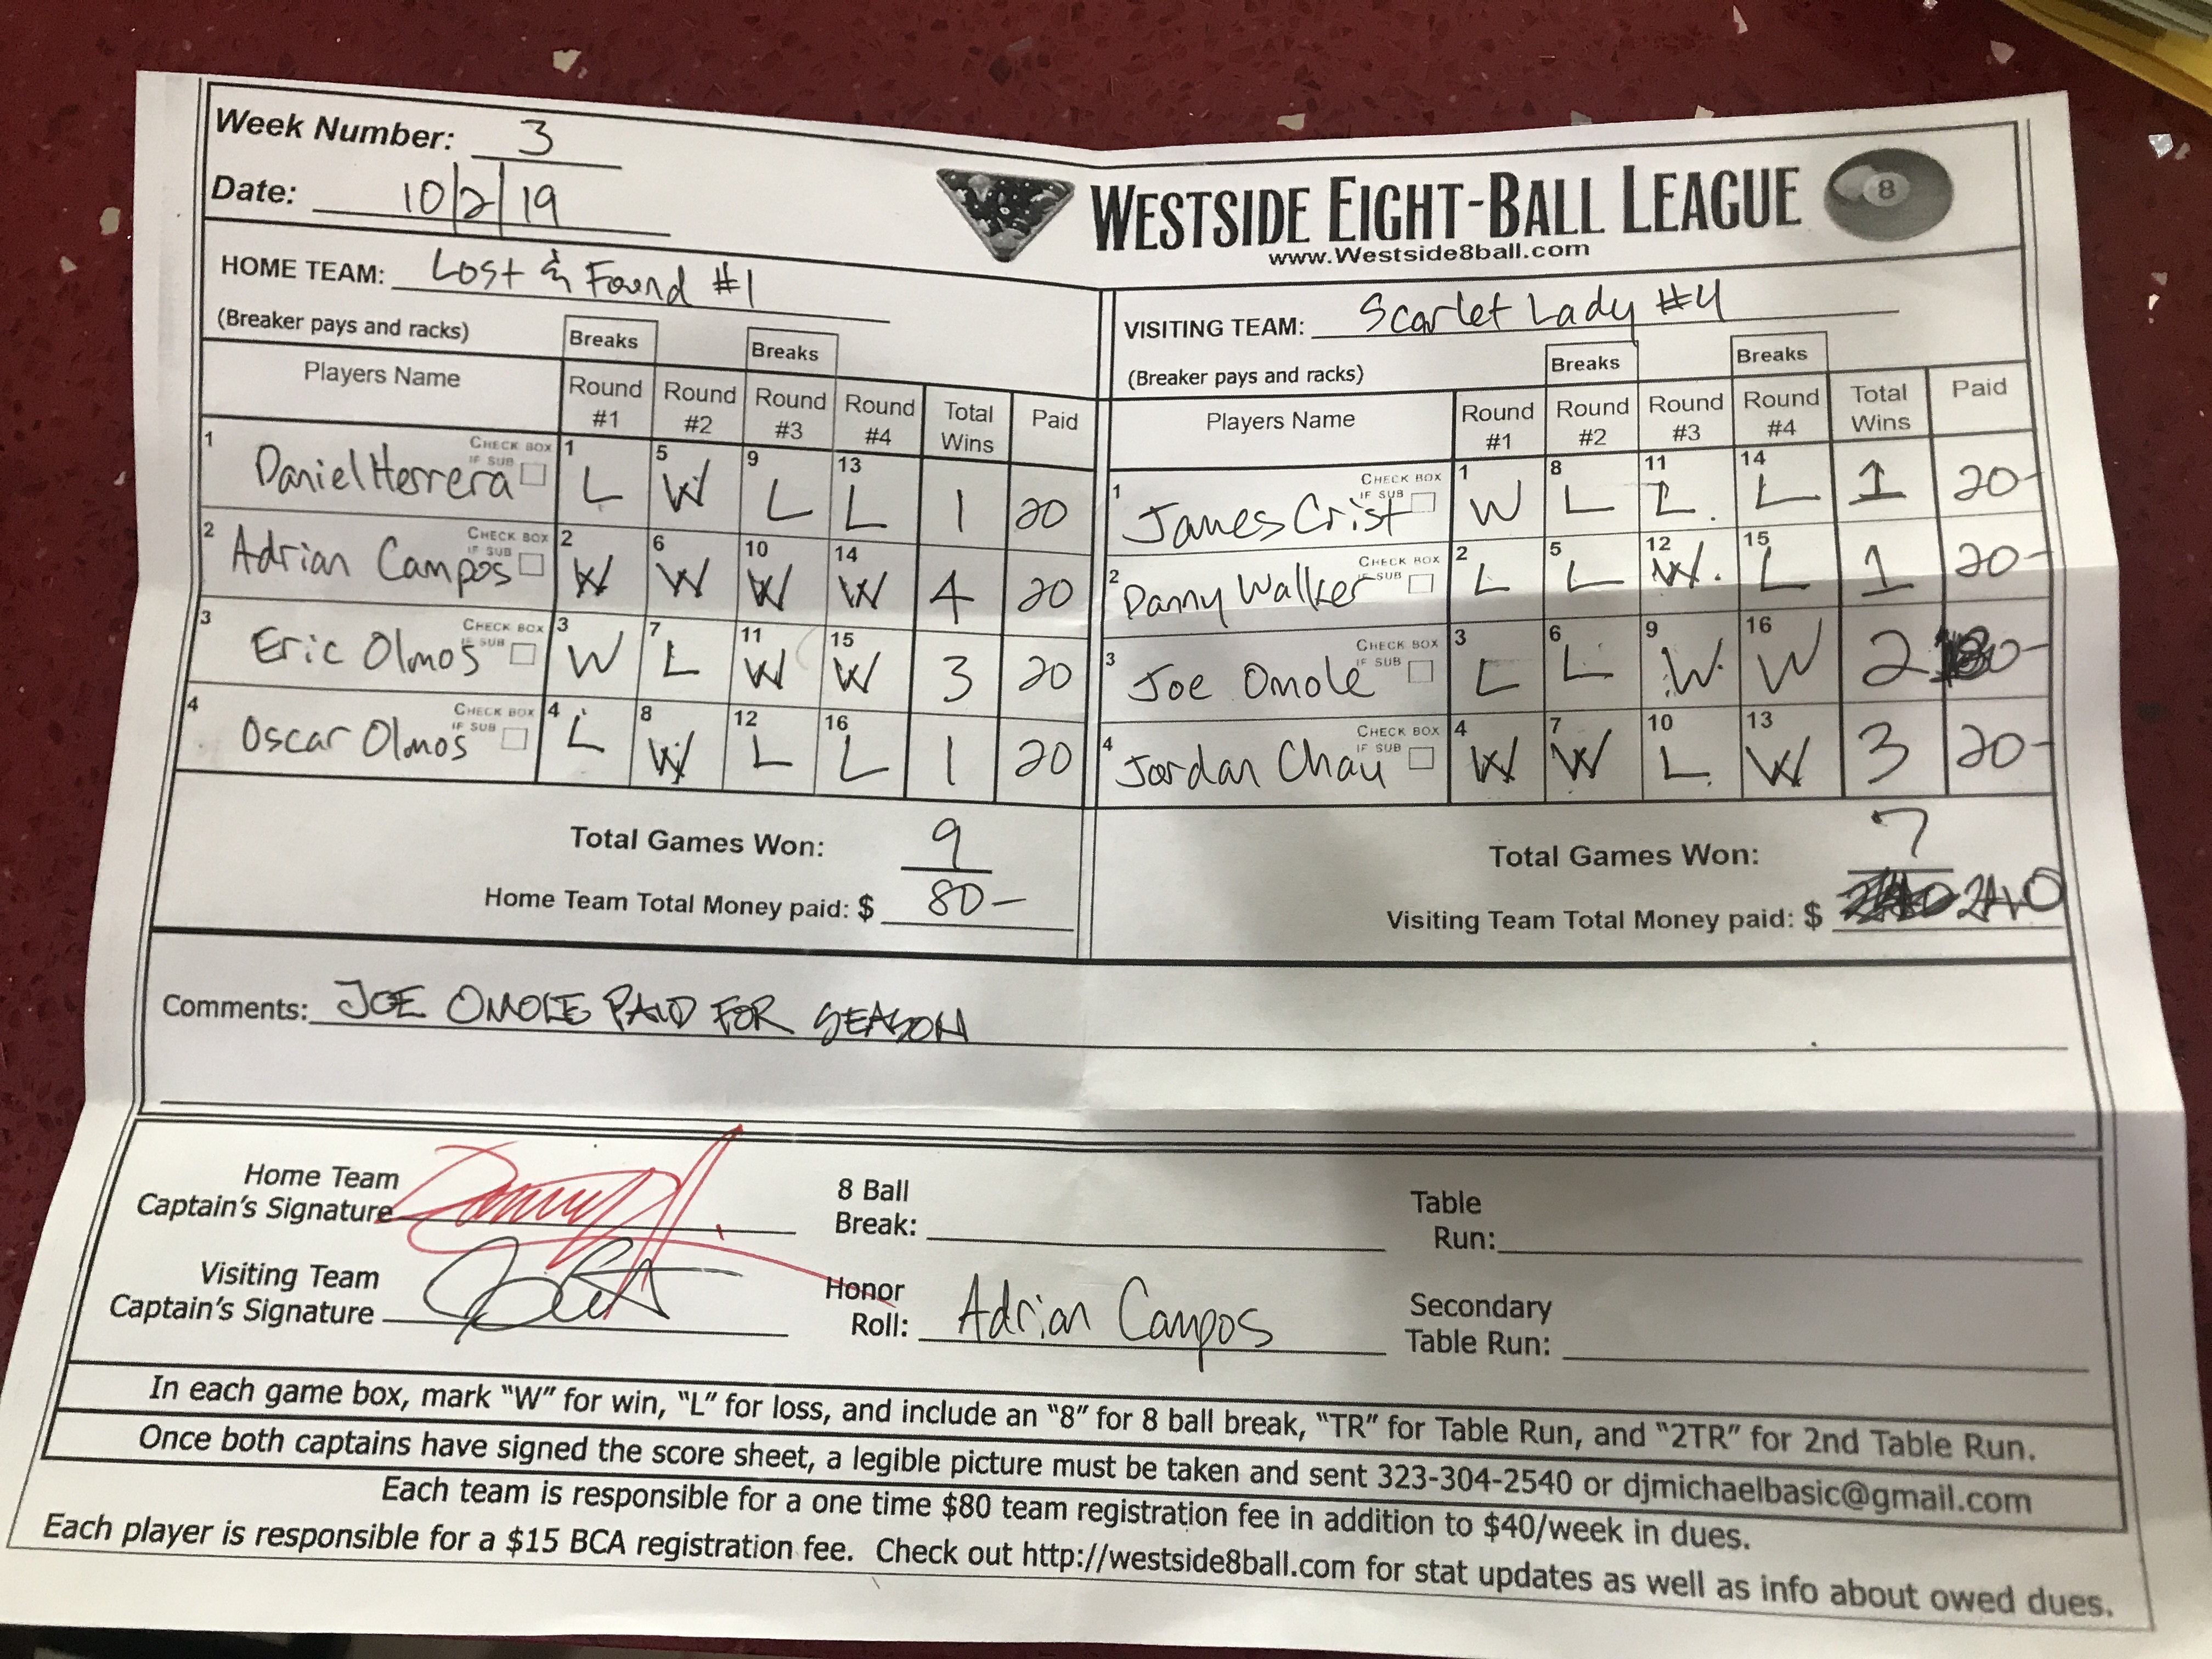 Week Number: 3
Date: 10/2/19
WESTSIDE EIGHT-BALL LEAGUE
8
www.Westside8ball.com
HOME TEAM: Lost & Found #1
VISITING TEAM: Scarlet Lady #4
(Breaker pays and racks) Breaks Breaks
(Breaker pays and racks) Breaks Breaks
Players Name Round #1 Round #2 Round #3 Round #4 Total Wins Paid
1 Daniel Herrera CHECK BOX IF SUB 1 L 5 W 9 L 13 L 1 20
2 Adrian Campos CHECK BOX IF SUB 2 W 6 W 10 W 14 W 4 20
3 Eric Olmos CHECK BOX IF SUB 3 W 7 L 11 W 15 W 3 20
4 Oscar Olmos CHECK BOX IF SUB 4 L 8 W 12 L 16 L 1 20
Total Games Won: 9
Home Team Total Money paid: $ 80-
Players Name Round #1 Round #2 Round #3 Round #4 Total Wins Paid
1 James Crist CHECK BOX IF SUB 1 W 8 L 11 L. 14 L 1 20-
2 Danny Walker CHECK BOX IF SUB 2 L 5 L 12 W. 15 L 1 20-
3 Joe Omole CHECK BOX IF SUB 3 L 6 L 9 W. 16 W 2
4 Jordan Chau CHECK BOX IF SUB 4 W 7 W 10 L. 13 W 3 20-
Total Games Won: 7
Visiting Team Total Money paid: $ 240
Comments: JOE OMOLE PAID FOR SEASON
Home Team
Captain's Signature
8 Ball
Break:
Table
Run:
Visiting Team
Captain's Signature
Honor
Roll: Adrian Campos
Secondary
Table Run:
In each game box, mark "W" for win, "L" for loss, and include an "8" for 8 ball break, "TR" for Table Run, and "2TR" for 2nd Table Run.
Once both captains have signed the score sheet, a legible picture must be taken and sent 323-304-2540 or djmichaelbasic@gmail.com
Each team is responsible for a one time $80 team registration fee in addition to $40/week in dues.
Each player is responsible for a $15 BCA registration fee. Check out http://westside8ball.com for stat updates as well as info about owed dues.